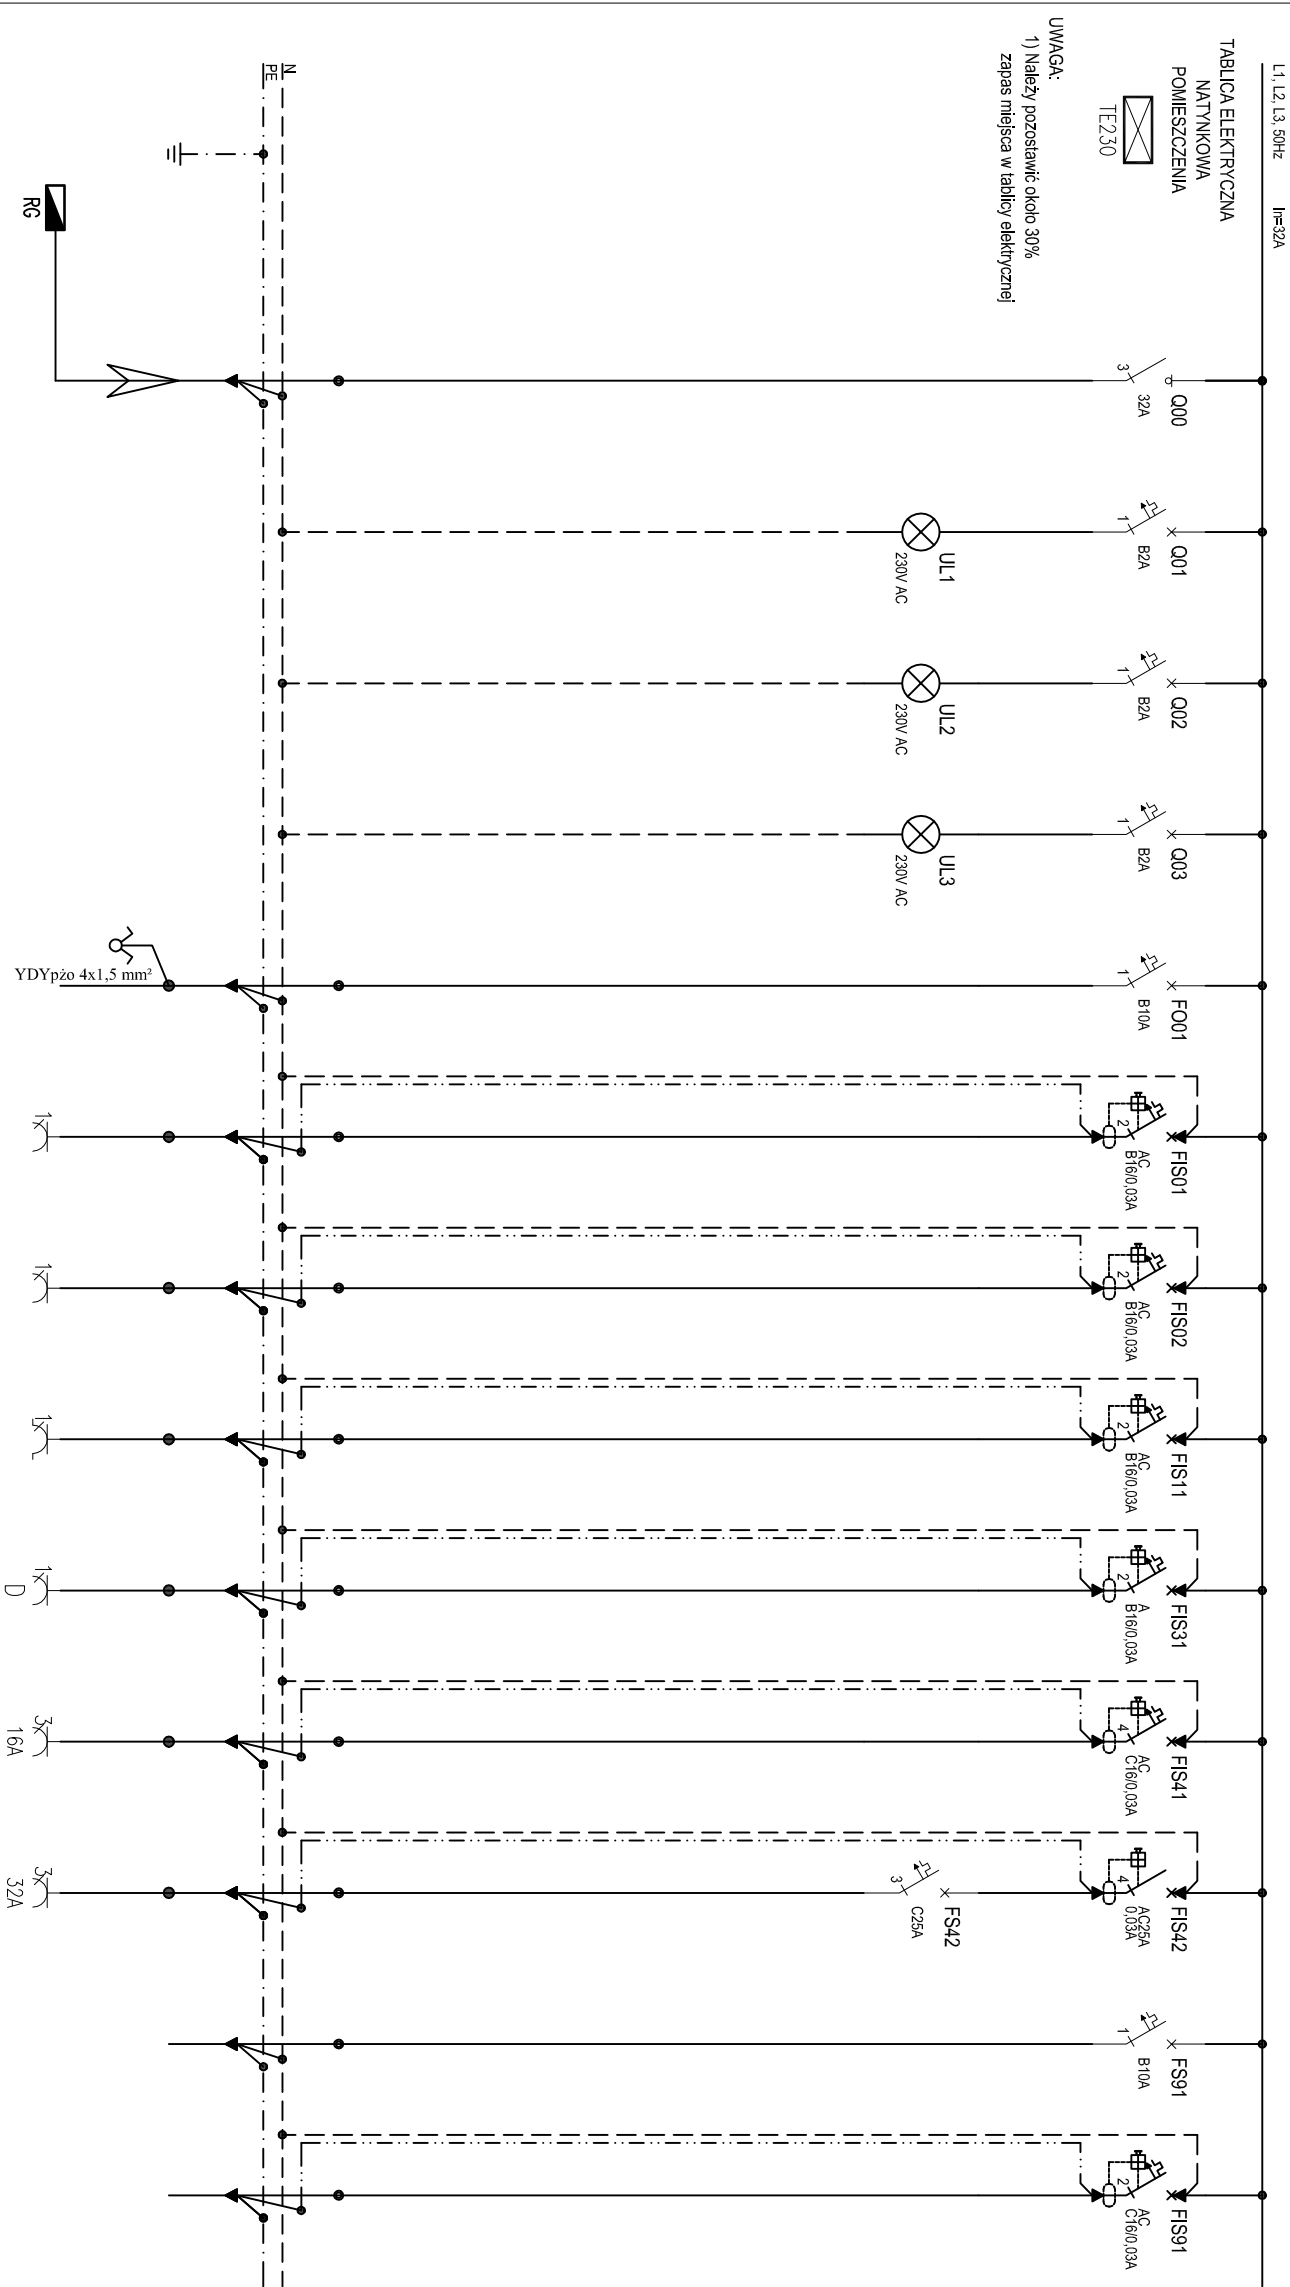 L1, L2, L3, 50Hz
In=32A
TABLICA ELEKTRYCZNA
NATYNKOWA
POMIESZCZENIA
TE230
UWAGA:
1) Należy pozostawić około 30%
zapas miejsca w tablicy elektrycznej
N
PE
RG
Q00
3
32A
Q01
1
B2A
UL1
230V AC
Q02
1
B2A
UL2
230V AC
Q03
1
B2A
UL3
230V AC
FO01
1
B10A
YDYpżo 4x1,5 mm²
FIS01
2
AC
B16/0,03A
1
FIS02
2
AC
B16/0,03A
1
FIS11
2
AC
B16/0,03A
1
FIS31
2
A
B16/0,03A
1
D
FIS41
4
AC
C16/0,03A
3
16A
FIS42
4
AC25A
0,03A
FS42
3
C25A
3
32A
FS91
1
B10A
FIS91
2
AC
C16/0,03A